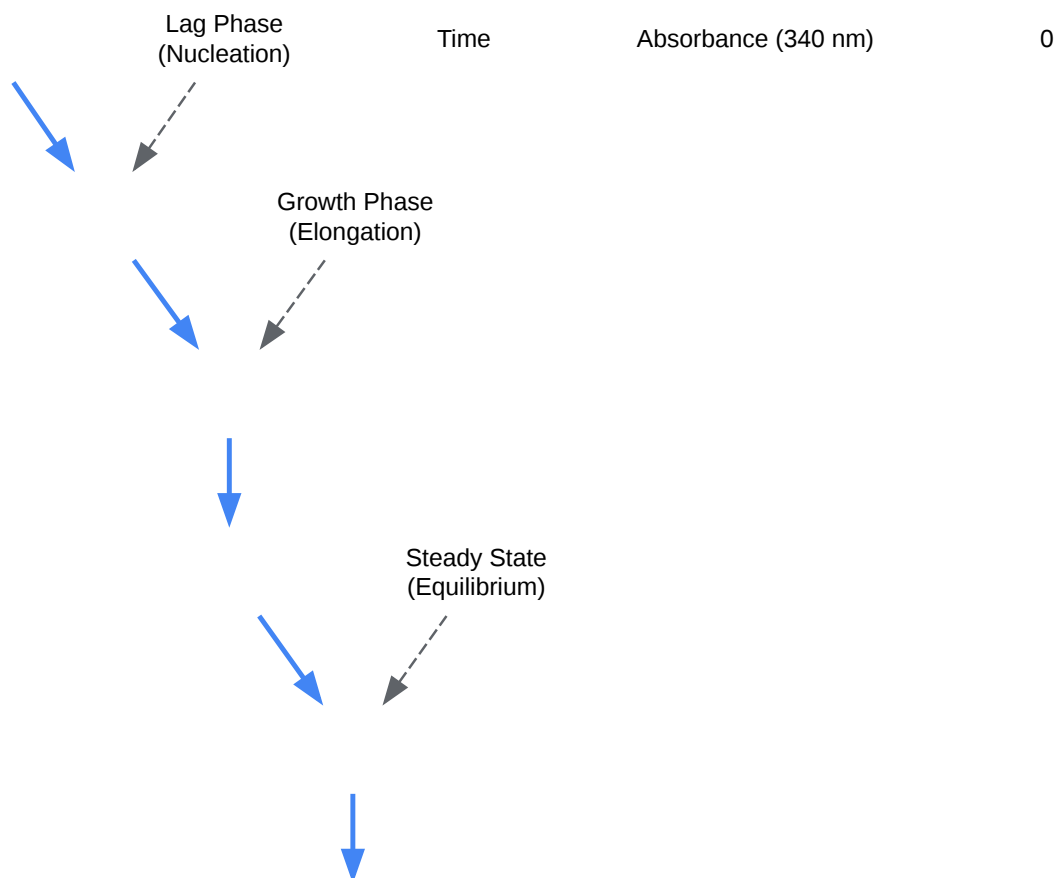 Lag Phase
(Nucleation)
Time
Absorbance (340 nm)
0
Growth Phase
(Elongation)
Steady State
(Equilibrium)